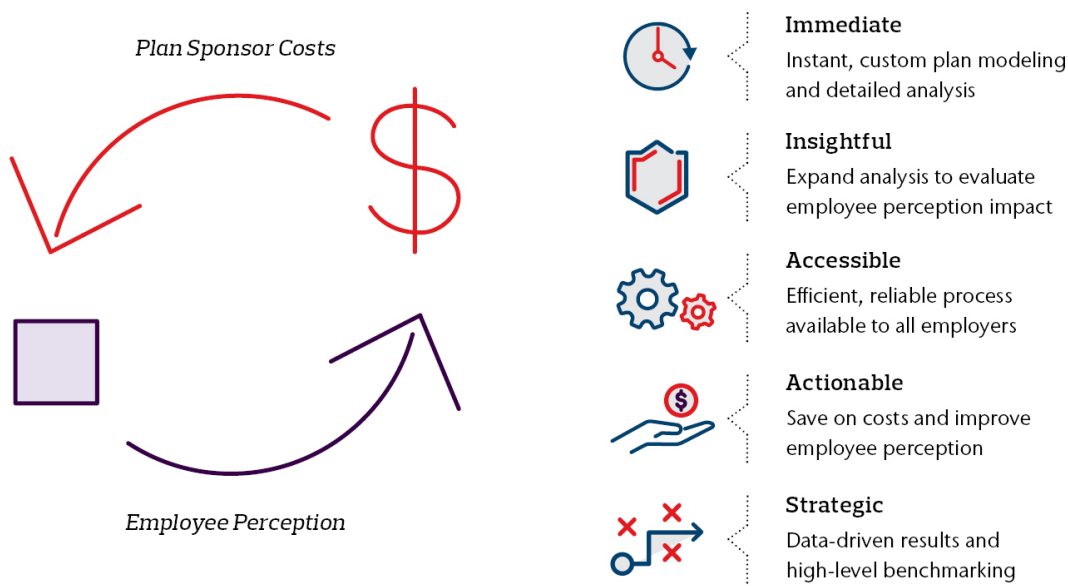 Plan Sponsor Costs
$
Employee Perception
Immediate
Instant, custom plan modeling
and detailed analysis
Insightful
Expand analysis to evaluate
employee perception impact
Accessible
Efficient, reliable process
available to all employers
Actionable
$
Save on costs and improve
employee perception
Strategic
Data-driven results and
high-level benchmarking